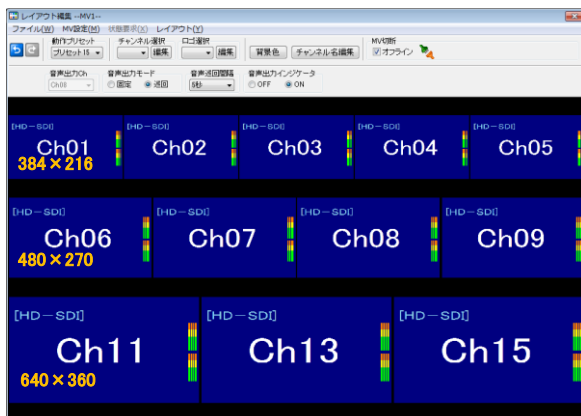 レイアウト編集 --MV1--
ファイル(W) MV設定(M) 状態要求(X) レイアウト(Y)
動作プリセット チャンネル選択 ロゴ選択 MV切断
プリセット15 編集 編集 背景色 チャンネル名編集 オフライン
音声出力Ch 音声出力モード 音声巡回間隔 音声出力インジケータ
Ch08 固定 巡回 5秒 OFF ON
[HD-SDI] [HD-SDI] [HD-SDI] [HD-SDI] [HD-SDI]
Ch01 Ch02 Ch03 Ch04 Ch05
384×216
[HD-SDI] [HD-SDI] [HD-SDI] [HD-SDI]
Ch06 Ch07 Ch08 Ch09
480×270
[HD-SDI] [HD-SDI] [HD-SDI]
Ch11 Ch13 Ch15
640×360